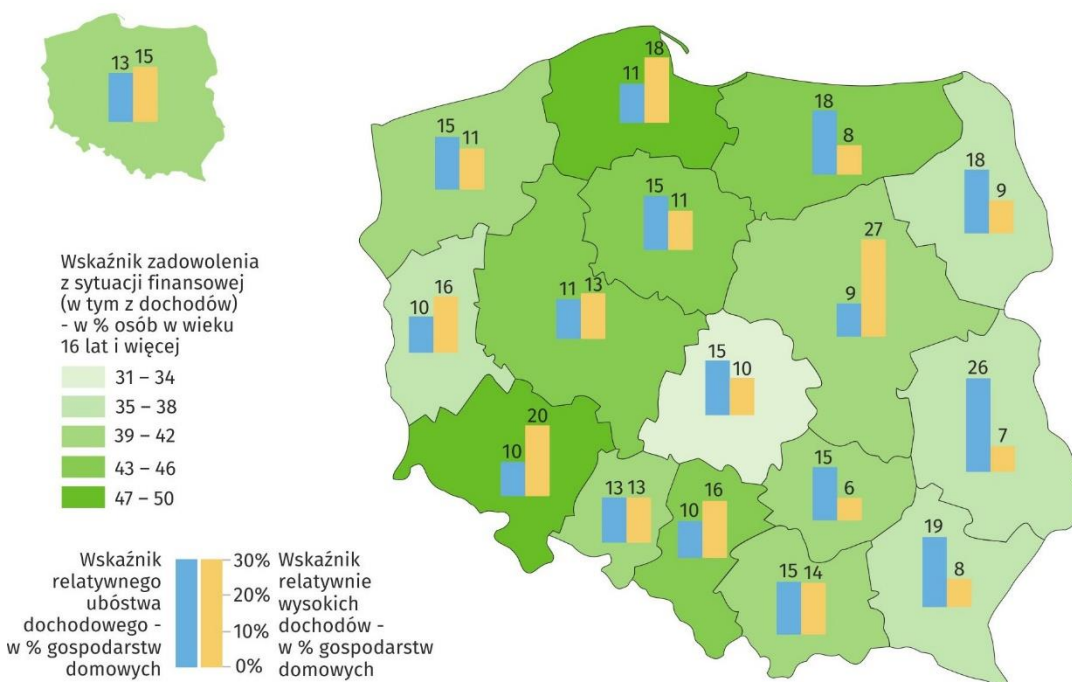 13 15
Wskaźnik zadowolenia
z sytuacji finansowej
(w tym z dochodów)
- w % osób w wieku
16 lat i więcej
31 – 34
35 – 38
39 – 42
43 – 46
47 – 50
Wskaźnik
relatywnego
ubóstwa
dochodowego -
w % gospodarstw
domowych
30%
20%
10%
0%
Wskaźnik
relatywnie
wysokich
dochodów -
w % gospodarstw
domowych
11 18
18 8
15 11
18 9
15 11
9 27
11 13
10 16
15 10
26 7
10 20
15 6
13 13
10 16
19 8
15 14